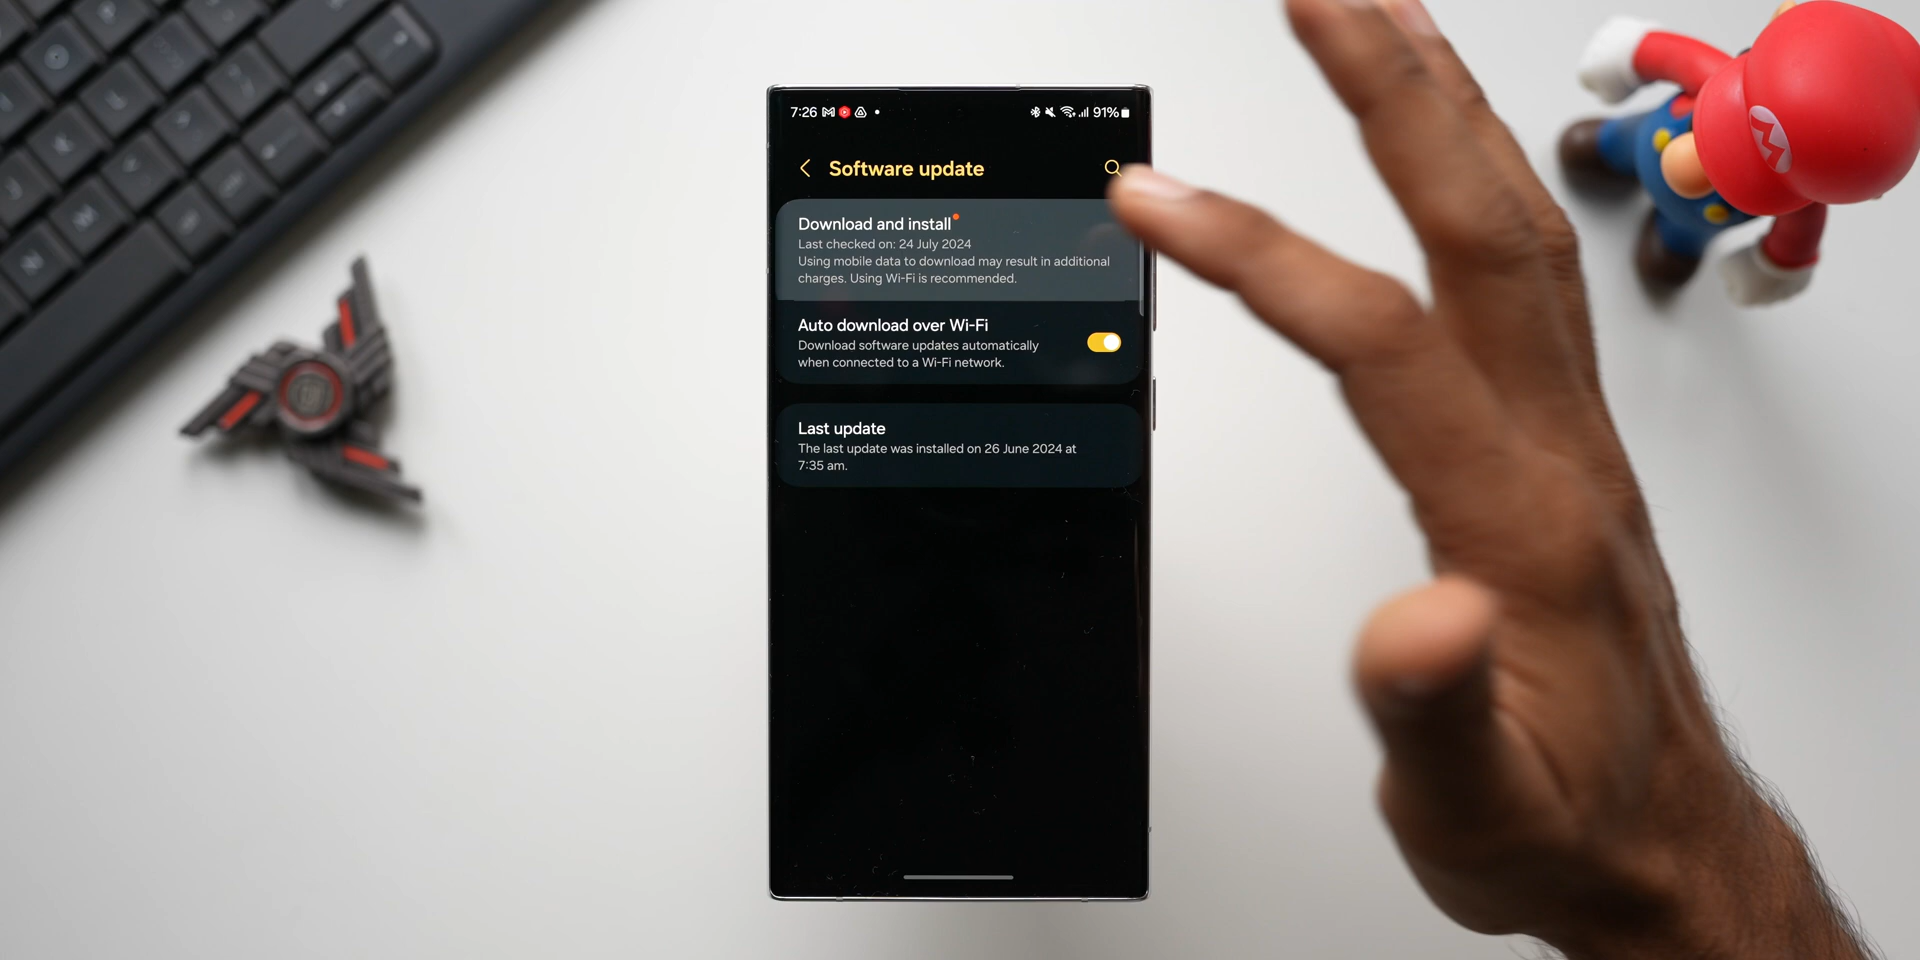 7:26
91%
Software update
Download and install
Last checked on: 24 July 2024
Using mobile data to download may result in additional
charges. Using Wi-Fi is recommended.
Auto download over Wi-Fi
Download software updates automatically
when connected to a Wi-Fi network.
Last update
The last update was installed on 26 June 2024 at
7:35 am.